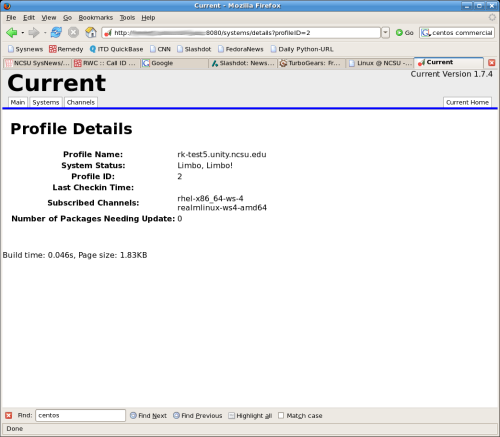 Current - Mozilla Firefox
File Edit View Go Bookmarks Tools Help
http:// :8080/systems/details?profileID=2 Go centos commercial
Sysnews Remedy ITD QuickBase CNN Slashdot FedoraNews Daily Python-URL
NCSU SysNews/... RWC :: Call ID ... Google Slashdot: News... TurboGears: Fr... Linux @ NCSU -... Current
Current
Current Version 1.7.4
Main Systems Channels Current Home
Profile Details
Profile Name: rk-test5.unity.ncsu.edu
System Status: Limbo, Limbo!
Profile ID: 2
Last Checkin Time:
Subscribed Channels: rhel-x86_64-ws-4
realmlinux-ws4-amd64
Number of Packages Needing Update: 0
Build time: 0.046s, Page size: 1.83KB
Find: centos Find Next Find Previous Highlight all Match case
Done